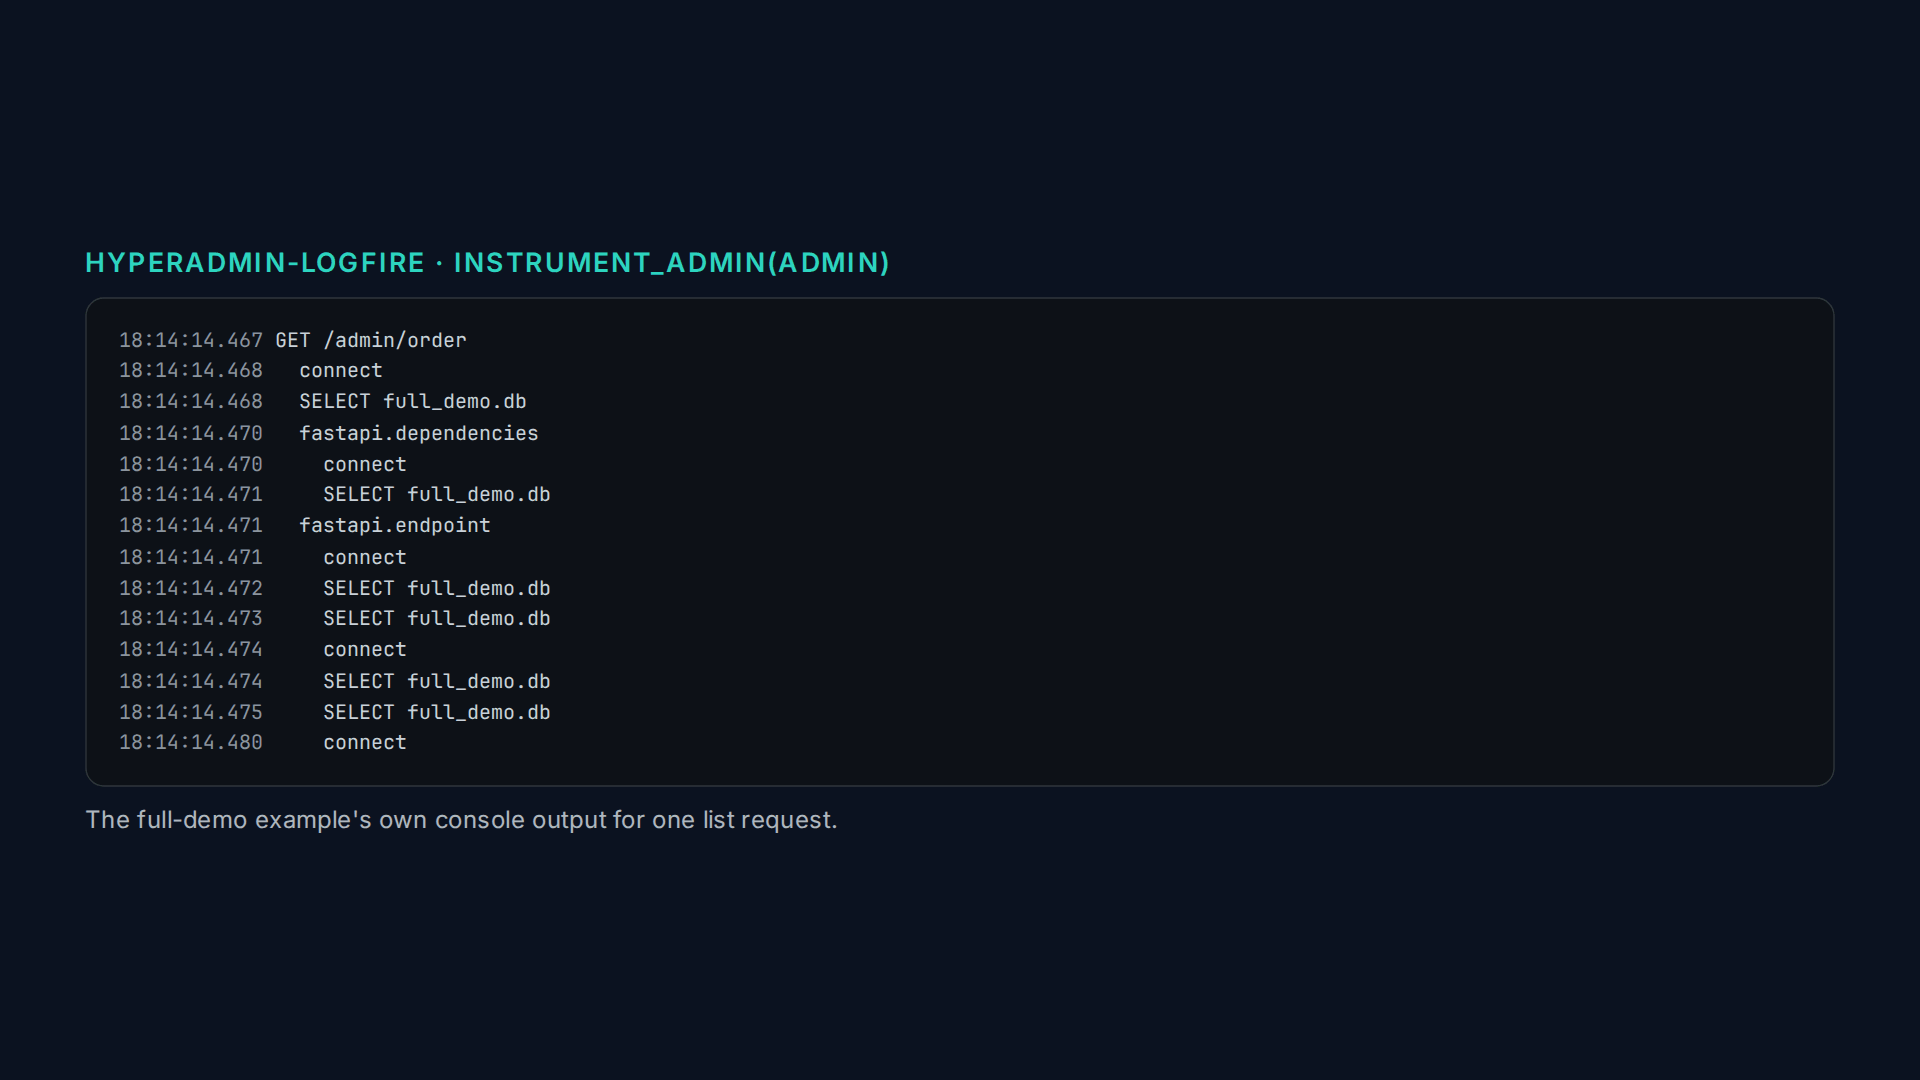 HYPERADMIN-LOGFIRE · INSTRUMENT_ADMIN(ADMIN)
18:14:14.467 GET /admin/order
18:14:14.468   connect
18:14:14.468   SELECT full_demo.db
18:14:14.470   fastapi.dependencies
18:14:14.470     connect
18:14:14.471     SELECT full_demo.db
18:14:14.471   fastapi.endpoint
18:14:14.471     connect
18:14:14.472     SELECT full_demo.db
18:14:14.473     SELECT full_demo.db
18:14:14.474     connect
18:14:14.474     SELECT full_demo.db
18:14:14.475     SELECT full_demo.db
18:14:14.480     connect
The full-demo example's own console output for one list request.